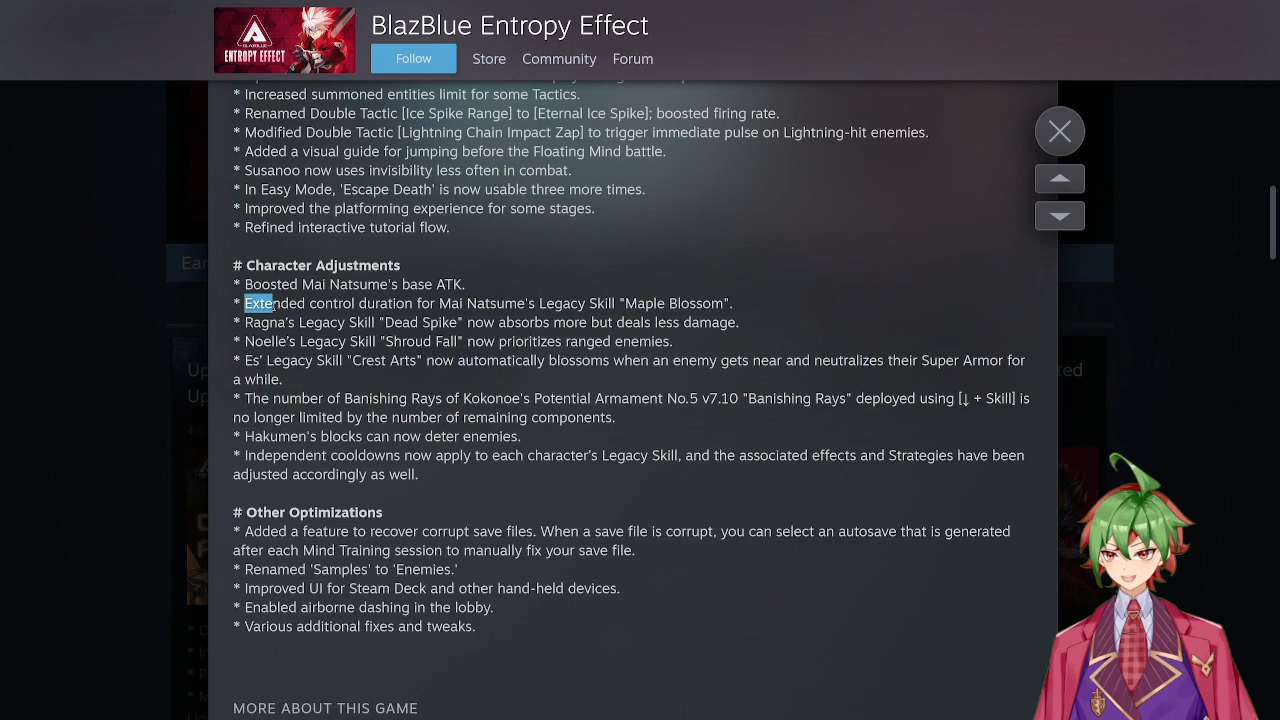 BlazBlue Entropy Effect
BLAZBLUE
ENTROPY EFFECT
Follow
Store
Community
Forum
* Increased summoned entities limit for some Tactics.
* Renamed Double Tactic [Ice Spike Range] to [Eternal Ice Spike]; boosted firing rate.
* Modified Double Tactic [Lightning Chain Impact Zap] to trigger immediate pulse on Lightning-hit enemies.
* Added a visual guide for jumping before the Floating Mind battle.
* Susanoo now uses invisibility less often in combat.
* In Easy Mode, 'Escape Death' is now usable three more times.
* Improved the platforming experience for some stages.
* Refined interactive tutorial flow.
# Character Adjustments
* Boosted Mai Natsume's base ATK.
* Extended control duration for Mai Natsume's Legacy Skill "Maple Blossom".
* Ragna’s Legacy Skill "Dead Spike" now absorbs more but deals less damage.
* Noelle’s Legacy Skill "Shroud Fall" now prioritizes ranged enemies.
* Es’ Legacy Skill "Crest Arts" now automatically blossoms when an enemy gets near and neutralizes their Super Armor for
a while.
* The number of Banishing Rays of Kokonoe's Potential Armament No.5 v7.10 "Banishing Rays" deployed using [↓ + Skill] is
no longer limited by the number of remaining components.
* Hakumen's blocks can now deter enemies.
* Independent cooldowns now apply to each character’s Legacy Skill, and the associated effects and Strategies have been
adjusted accordingly as well.
# Other Optimizations
* Added a feature to recover corrupt save files. When a save file is corrupt, you can select an autosave that is generated
after each Mind Training session to manually fix your save file.
* Renamed 'Samples' to 'Enemies.'
* Improved UI for Steam Deck and other hand-held devices.
* Enabled airborne dashing in the lobby.
* Various additional fixes and tweaks.
MORE ABOUT THIS GAME